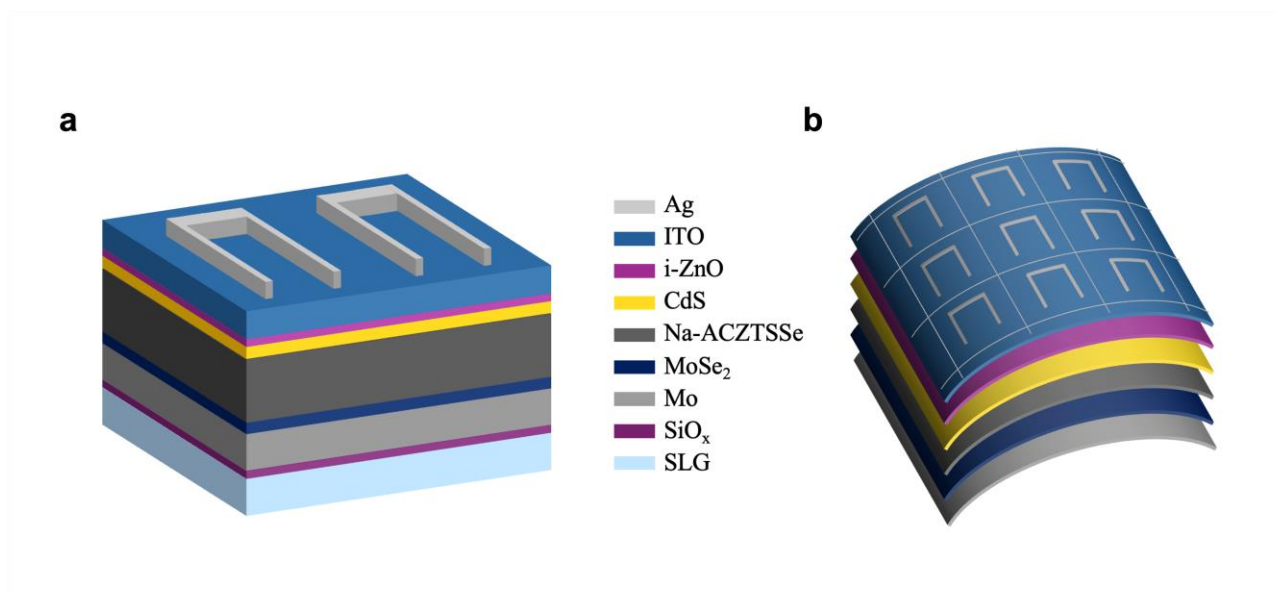 a
b
Ag
ITO
i-ZnO
CdS
Na-ACZTSSe
MoSe₂
Mo
SiOₓ
SLG